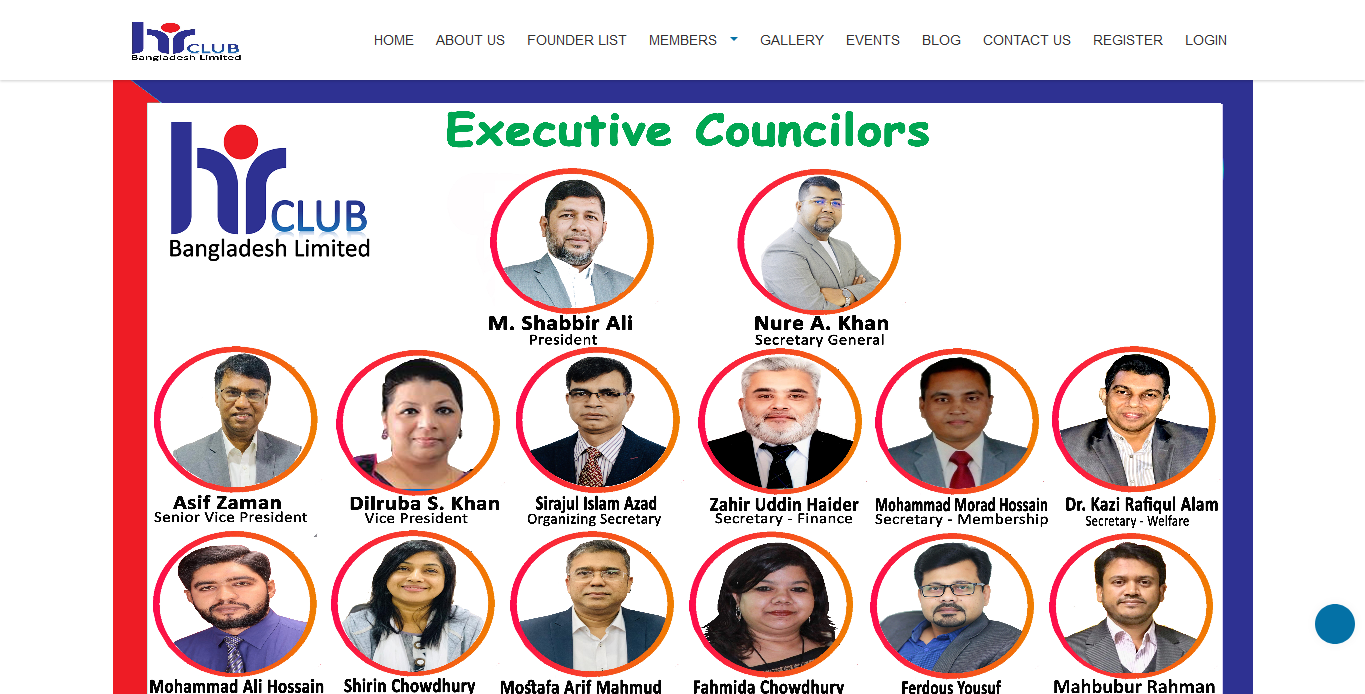 hr CLUB
Bangladesh Limited
HOME ABOUT US FOUNDER LIST MEMBERS GALLERY EVENTS BLOG CONTACT US REGISTER LOGIN
Executive Councilors
hr CLUB
Bangladesh Limited
M. Shabbir Ali
President
Nure A. Khan
Secretary General
Asif Zaman
Senior Vice President
Dilruba S. Khan
Vice President
Sirajul Islam Azad
Organizing Secretary
Zahir Uddin Haider
Secretary - Finance
Mohammad Morad Hossain
Secretary - Membership
Dr. Kazi Rafiqul Alam
Secretary - Welfare
Mohammad Ali Hossain
Shirin Chowdhury
Mostafa Arif Mahmud
Fahmida Chowdhury
Ferdous Yousuf
Mahbubur Rahman